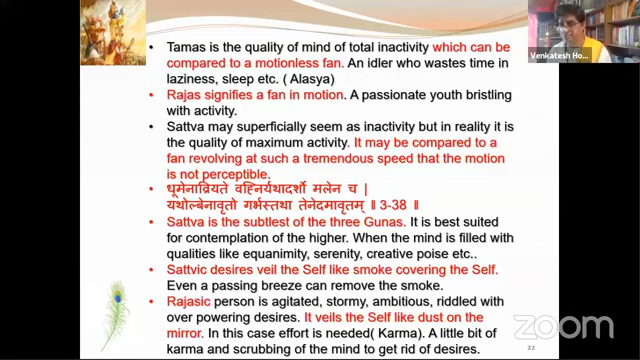 Tamas is the quality of mind of total inactivity which can be
compared to a motionless fan. An idler who wastes time in
laziness, sleep etc. ( Alasya)
Rajas signifies a fan in motion. A passionate youth bristling
with activity.
Sattva may superficially seem as inactivity but in reality it is
the quality of maximum activity. It may be compared to a
fan revolving at such a tremendous speed that the motion
is not perceptible.
धूमेनाव्रियते वह्निर्यथादर्शो मलेन च |
यथोल्बेनावृतो गर्भस्तथा तेनेदमावृतम् ‖ 3-38 ‖
Sattva is the subtlest of the three Gunas. It is best suited
for contemplation of the higher. When the mind is filled with
qualities like equanimity, serenity, creative poise etc..
Sattvic desires veil the Self like smoke covering the Self.
Even a passing breeze can remove the smoke.
Rajasic person is agitated, stormy, ambitious, riddled with
over powering desires. It veils the Self like dust on the
mirror. In this case effort is needed( Karma). A little bit of
karma and scrubbing of the mind to get rid of desires.
Venkatesh Ho...
zoom
22